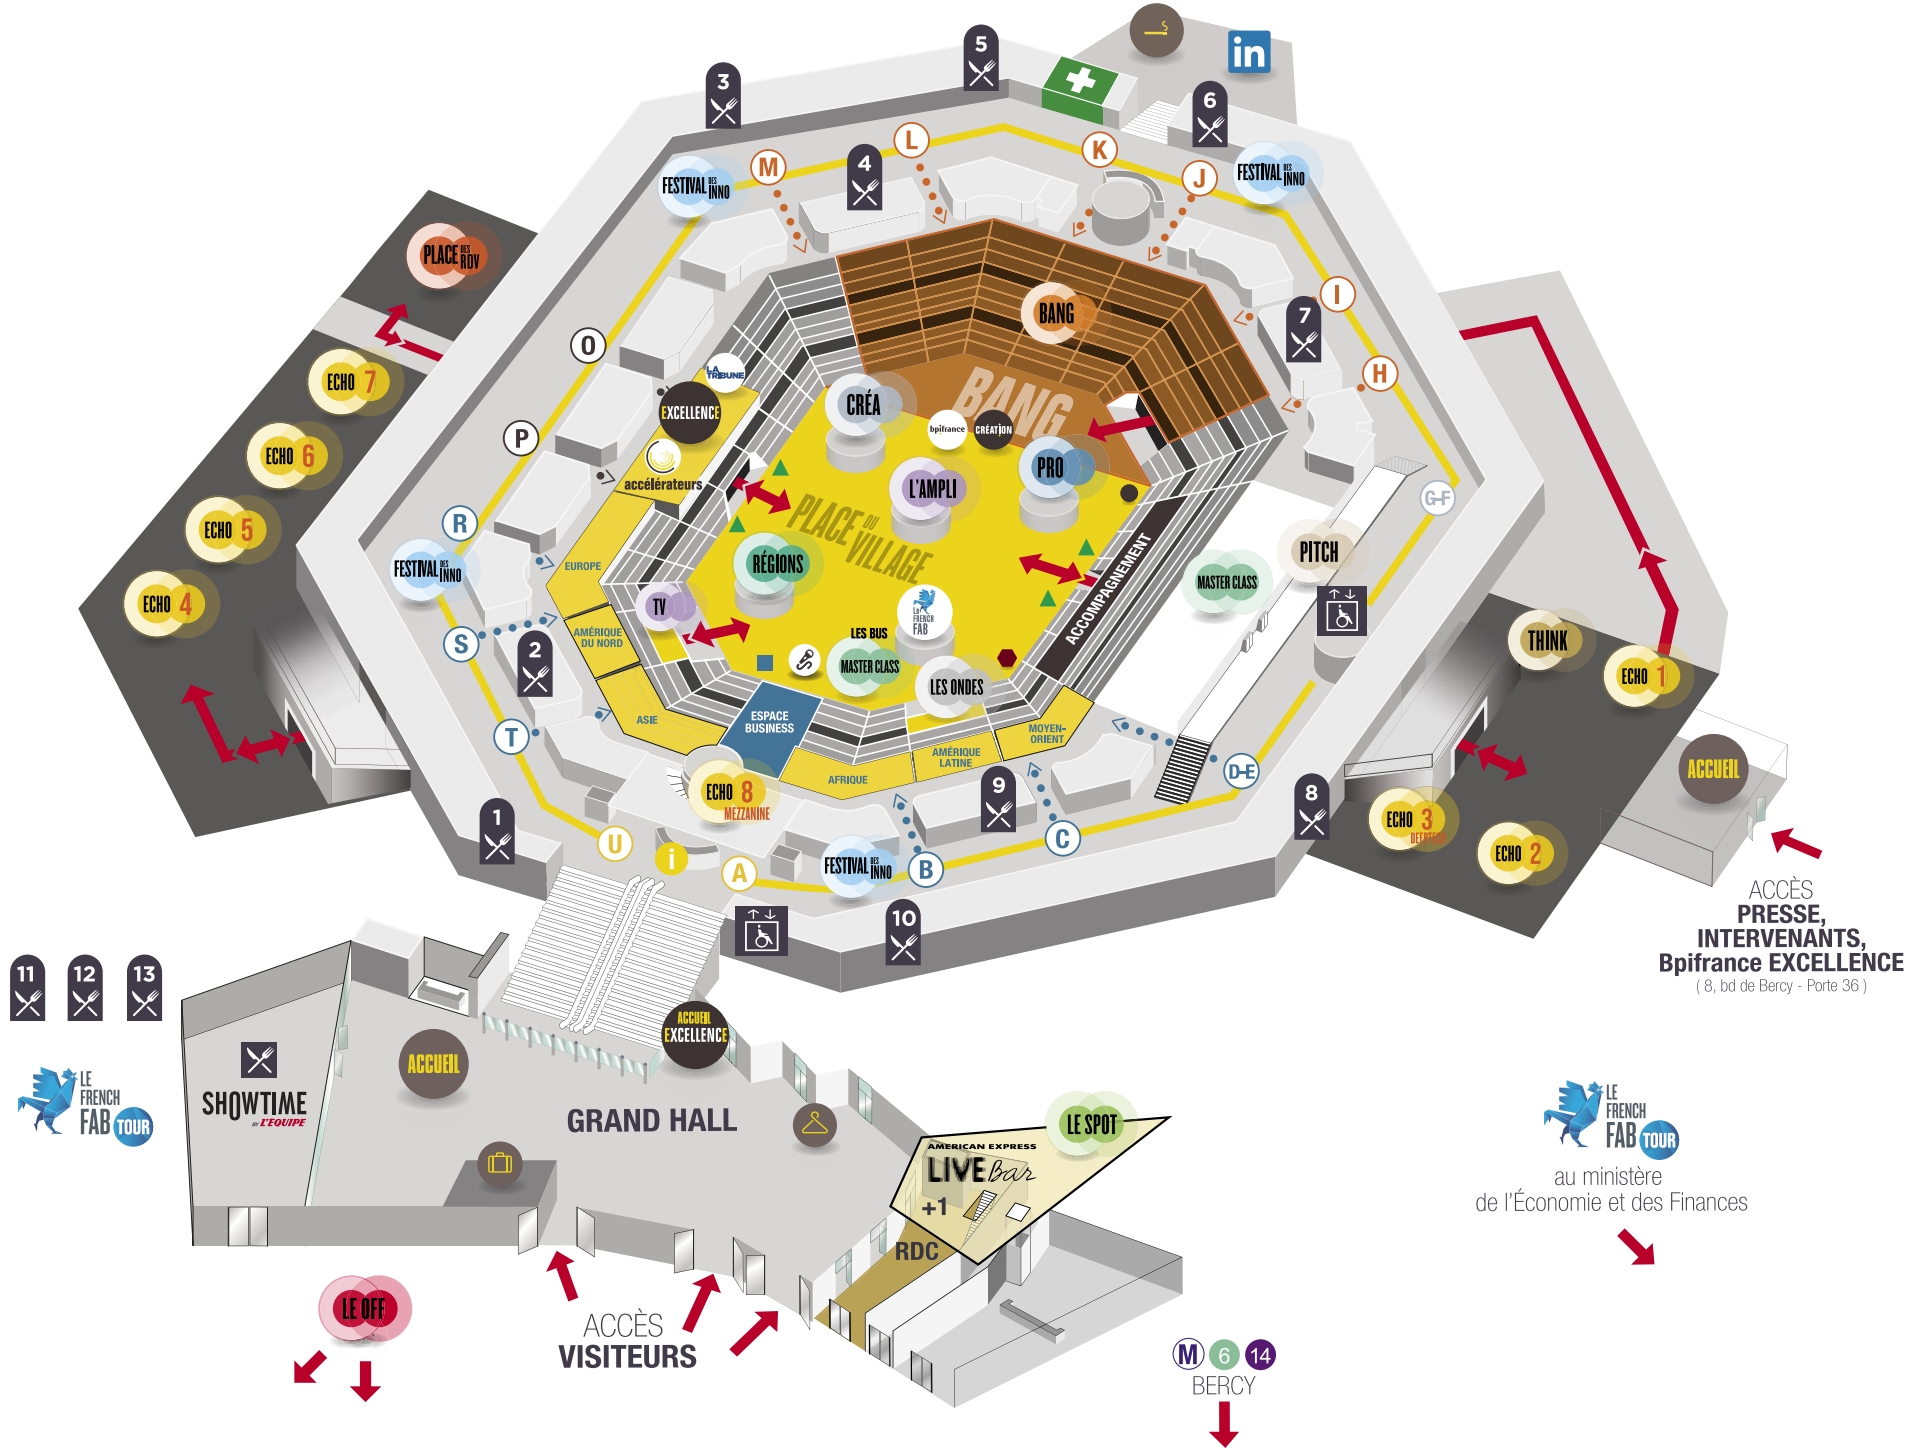 5
in
3
6
L
K
4
M
J
FESTIVAL DES INNO
FESTIVAL DES INNO
PLACE DES RDV
I
BANG
7
O
H
LA TRIBUNE
ECHO 7
EXCELLENCE
CRÉA
BANG
bpifrance
CRÉATION
P
ECHO 6
accélérateurs
PRO
L'AMPLI
G-F
R
ECHO 5
PLACE DU VILLAGE
PITCH
FESTIVAL DES INNO
EUROPE
RÉGIONS
MASTER CLASS
ACCOMPAGNEMENT
ECHO 4
TV
LA FRENCH FAB
S
AMÉRIQUE
DU NORD
LES BUS
THINK
2
MASTER CLASS
ECHO 1
LES ONDES
ASIE
ESPACE
BUSINESS
T
MOYEN-
ORIENT
AMÉRIQUE
LATINE
D-E
ACCUEIL
AFRIQUE
ECHO 8
MEZZANINE
9
8
1
ECHO 3
DEEPTECH
U
i
A
FESTIVAL DES INNO
B
C
ECHO 2
10
ACCÈS
PRESSE,
INTERVENANTS,
Bpifrance EXCELLENCE
( 8, bd de Bercy - Porte 36 )
11
12
13
ACCUEIL
EXCELLENCE
ACCUEIL
LE
FRENCH
FAB TOUR
SHOWTIME
BY L'ÉQUIPE
GRAND HALL
LE SPOT
AMERICAN EXPRESS
LIVE Bar
+1
RDC
LE
FRENCH
FAB TOUR
au ministère
de l'Économie et des Finances
LE OFF
ACCÈS
VISITEURS
M 6 14
BERCY